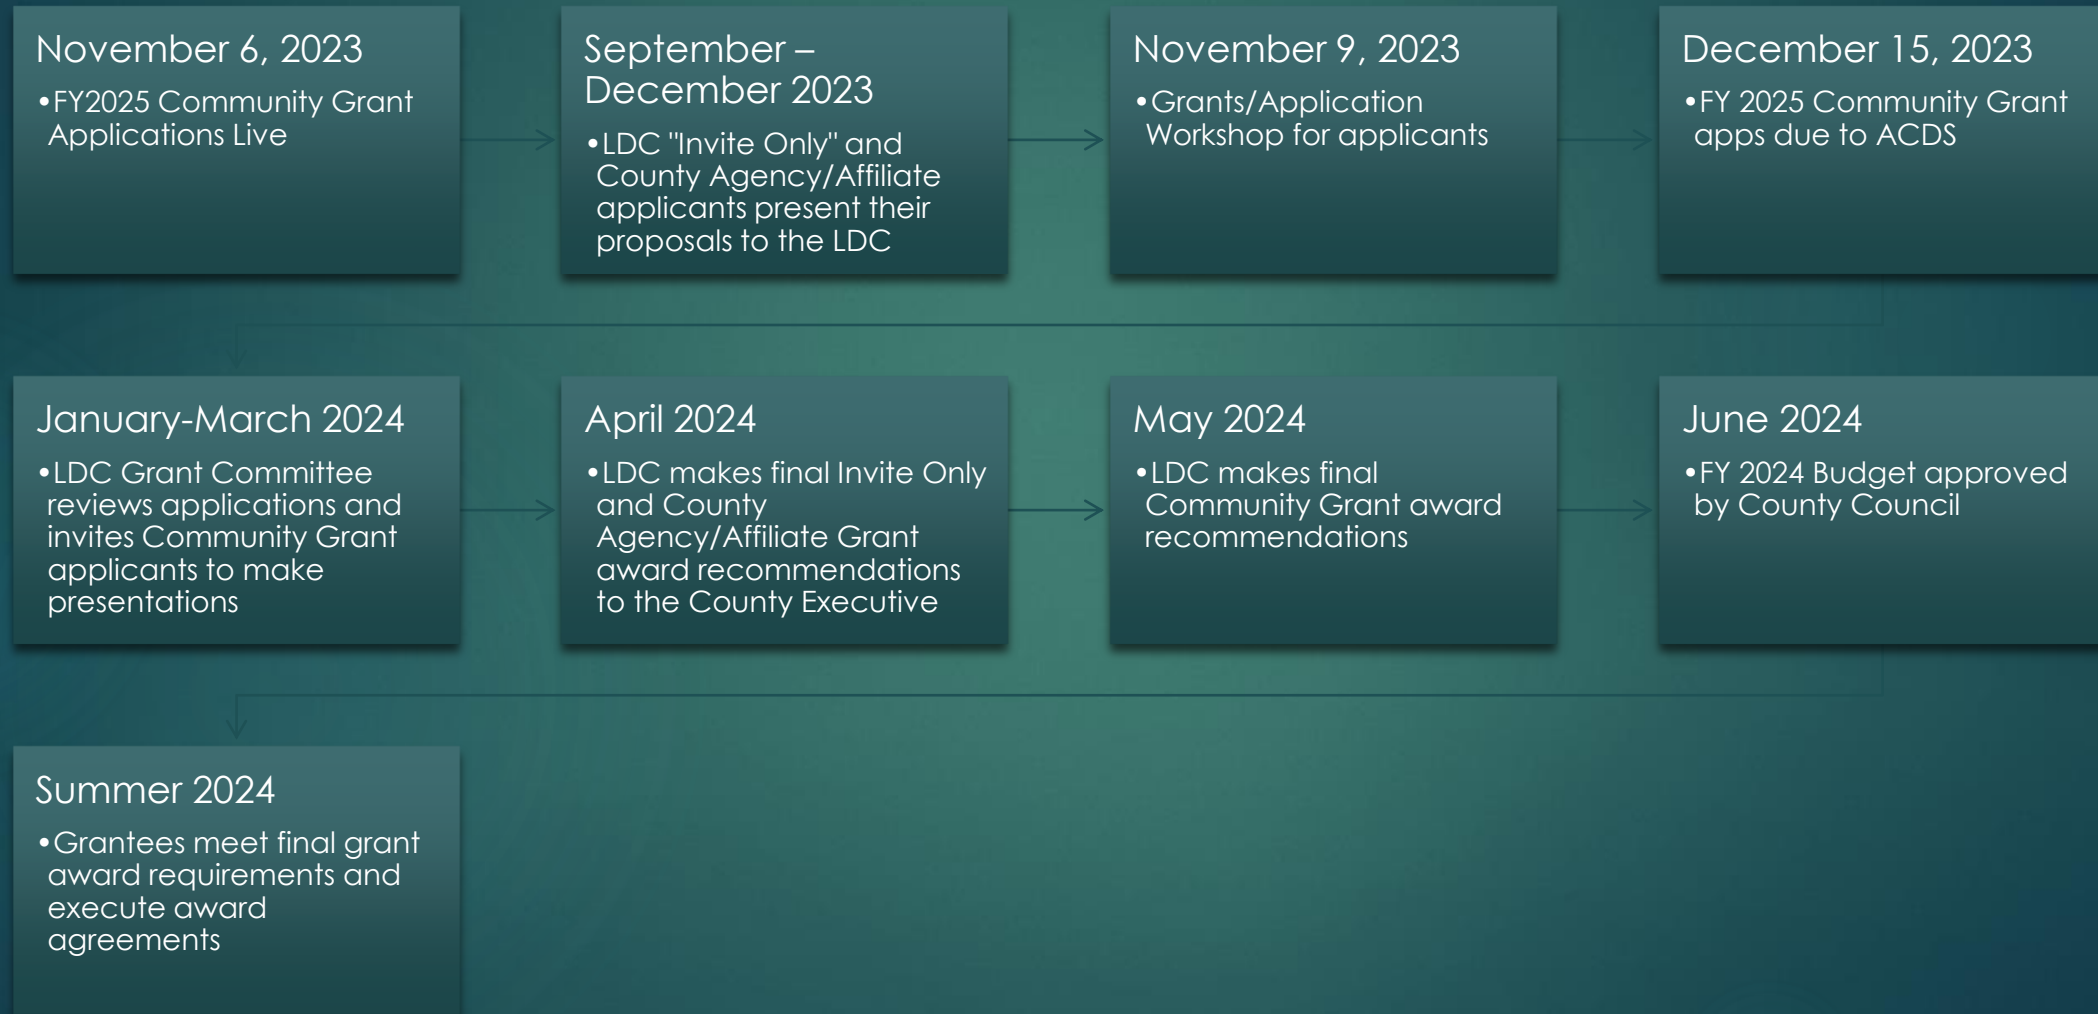 November 6, 2023
•FY2025 Community Grant
Applications Live
September –
December 2023
•LDC "Invite Only" and
County Agency/Affiliate
applicants present their
proposals to the LDC
November 9, 2023
•Grants/Application
Workshop for applicants
December 15, 2023
•FY 2025 Community Grant
apps due to ACDS
January-March 2024
•LDC Grant Committee
reviews applications and
invites Community Grant
applicants to make
presentations
April 2024
•LDC makes final Invite Only
and County
Agency/Affiliate Grant
award recommendations
to the County Executive
May 2024
•LDC makes final
Community Grant award
recommendations
June 2024
•FY 2024 Budget approved
by County Council
Summer 2024
•Grantees meet final grant
award requirements and
execute award
agreements